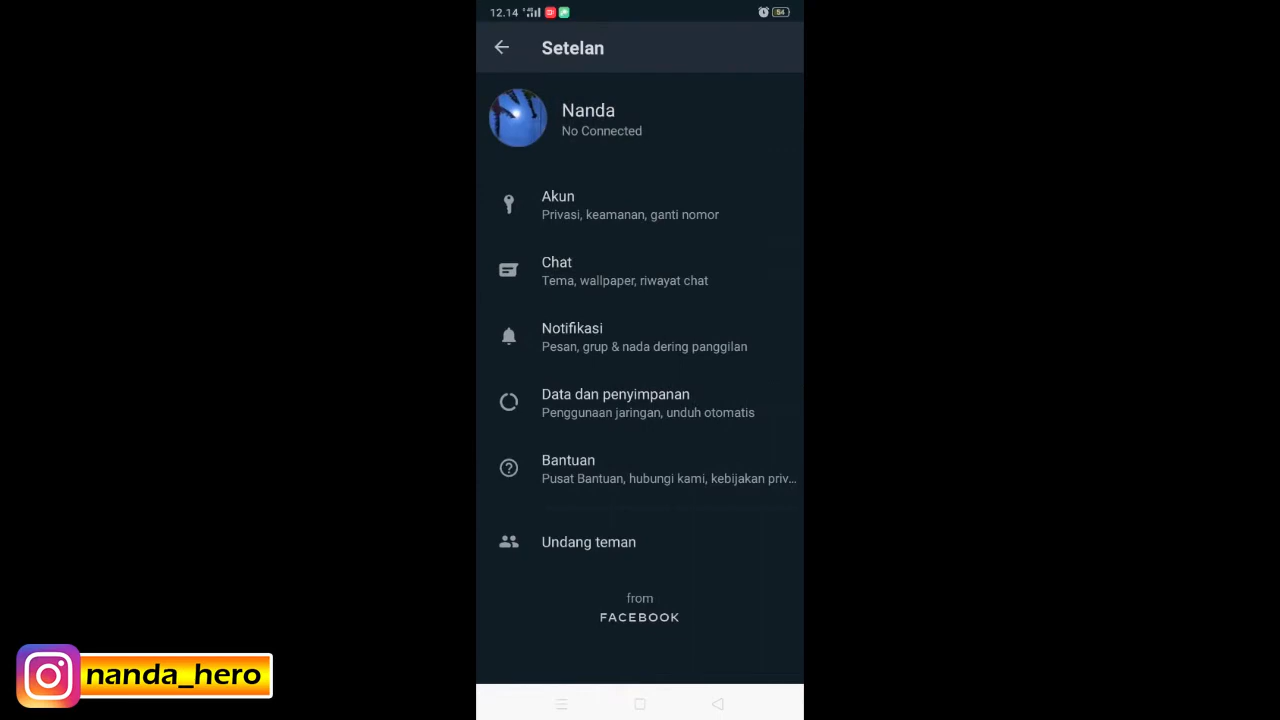 12.14
54
Setelan
Nanda
No Connected
Akun
Privasi, keamanan, ganti nomor
Chat
Tema, wallpaper, riwayat chat
Notifikasi
Pesan, grup & nada dering panggilan
Data dan penyimpanan
Penggunaan jaringan, unduh otomatis
Bantuan
Pusat Bantuan, hubungi kami, kebijakan priv...
Undang teman
from
FACEBOOK
nanda_hero